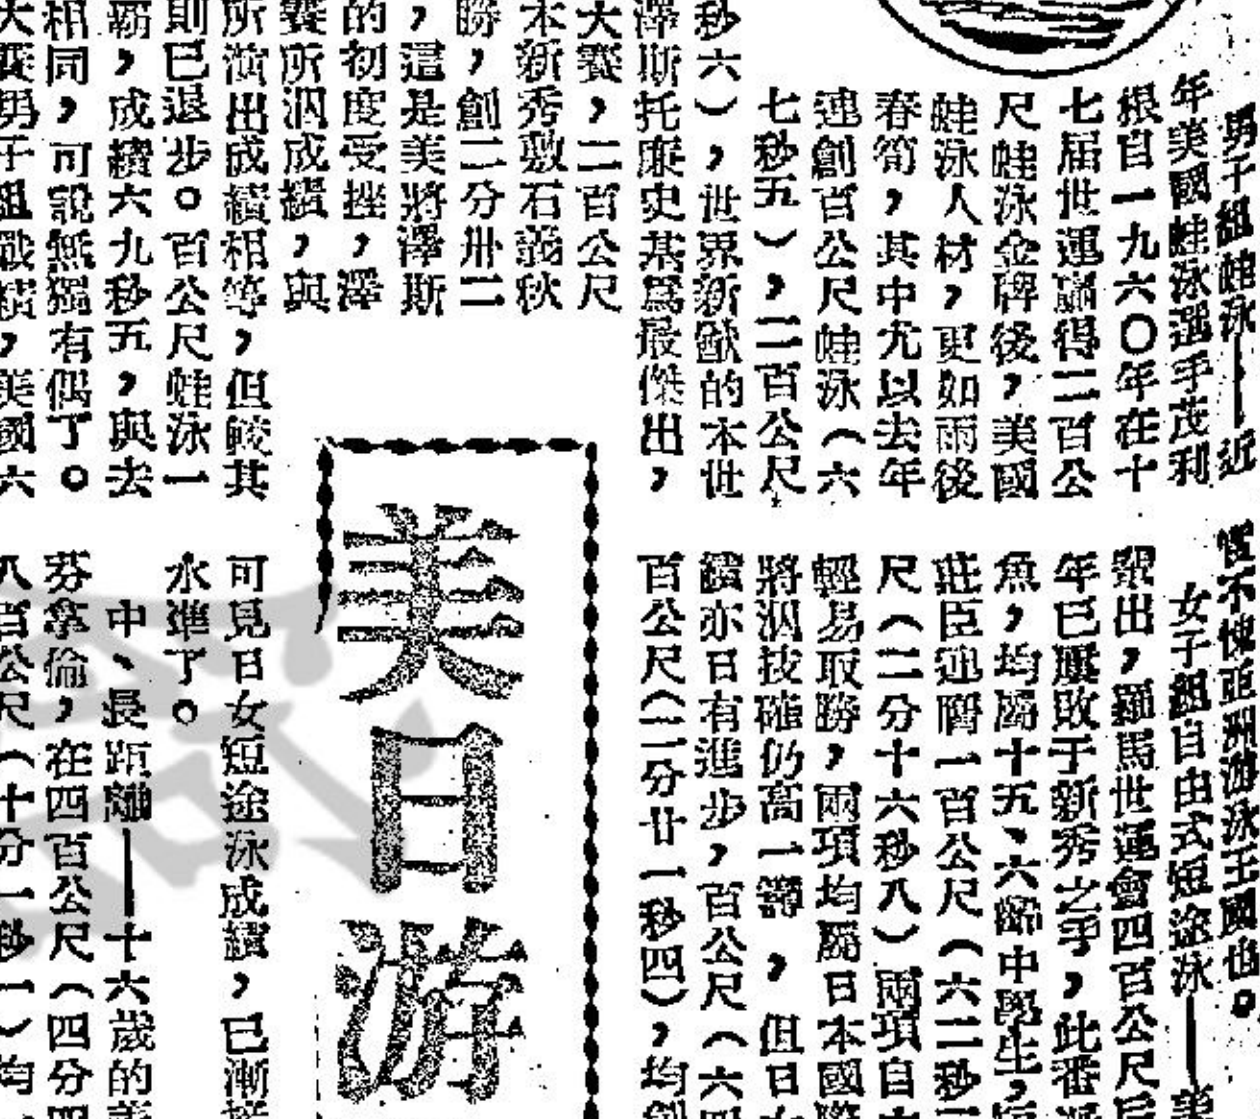 男子組蛙泳——近
年美國蛙泳選手茂利
根自一九六〇年在十
七屆世運贏得二百公
尺蛙泳金牌後，美國
蛙泳人材，更如雨後
春筍，其中尤以去年
連創百公尺蛙泳（六
七秒五），二百公尺
秒六），世界新猷的本世
澤斯托廉史基爲最傑出，
大賽，二百公尺
本新秀敷石義秋
勝，創二分卅二
，這是美將澤斯
的初度受挫，澤
賽所泅成績，與
所演出成績相等，但較其
則已退步。百公尺蛙泳一
霸，成績六九秒五，與去
相同，可說無獨有偶了。
大賽男子組戰績，美國六
不愧亞洲游泳王國也。
女子組自由式短途泳——美
衆出，羅馬世運會四百公尺
年已屢敗于新秀之手，此番
魚，均屬十五、六齡中學生，
莊臣迎層一百公尺（六二秒
尺（二分十六秒八）兩項自
輕易取勝，兩項均屬日本國際
將泅技確仍高一籌，但日
績亦日有進步，百公尺（六四
百公尺（二分廿一秒四），均創
美日游
可見日女短途泳成績，已漸接
水準了。
中、長距離——十六歲的美
芬拿倫，在四百公尺（四分四
八百公尺（十分一秒一）均